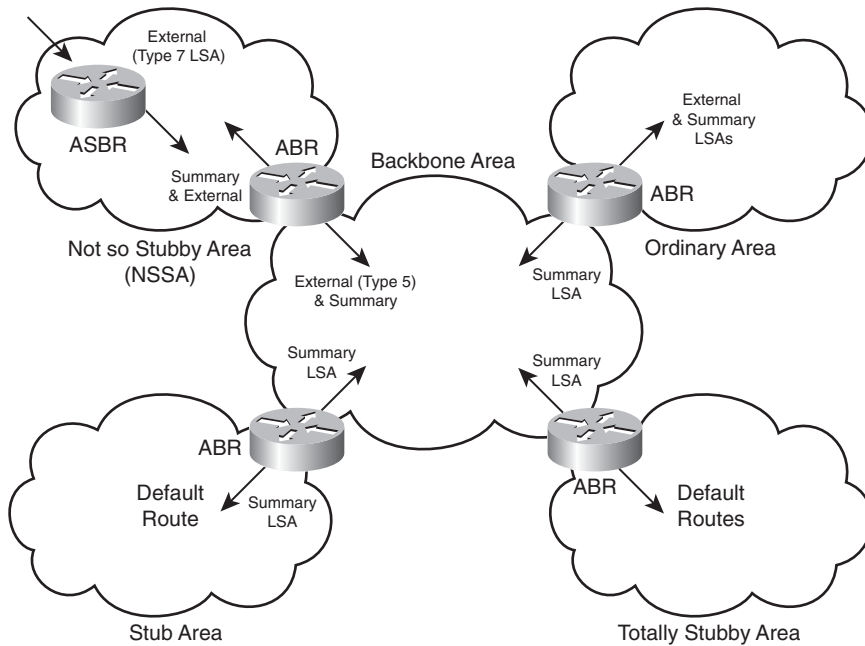 External
(Type 7 LSA)
ASBR
Summary
& External
ABR
Not so Stubby Area
(NSSA)
Backbone Area
External (Type 5)
& Summary
External
& Summary
LSAs
ABR
Ordinary Area
Summary
LSA
Summary
LSA
ABR
Default
Route
Summary
LSA
Stub Area
Summary
LSA
ABR
Default
Routes
Totally Stubby Area